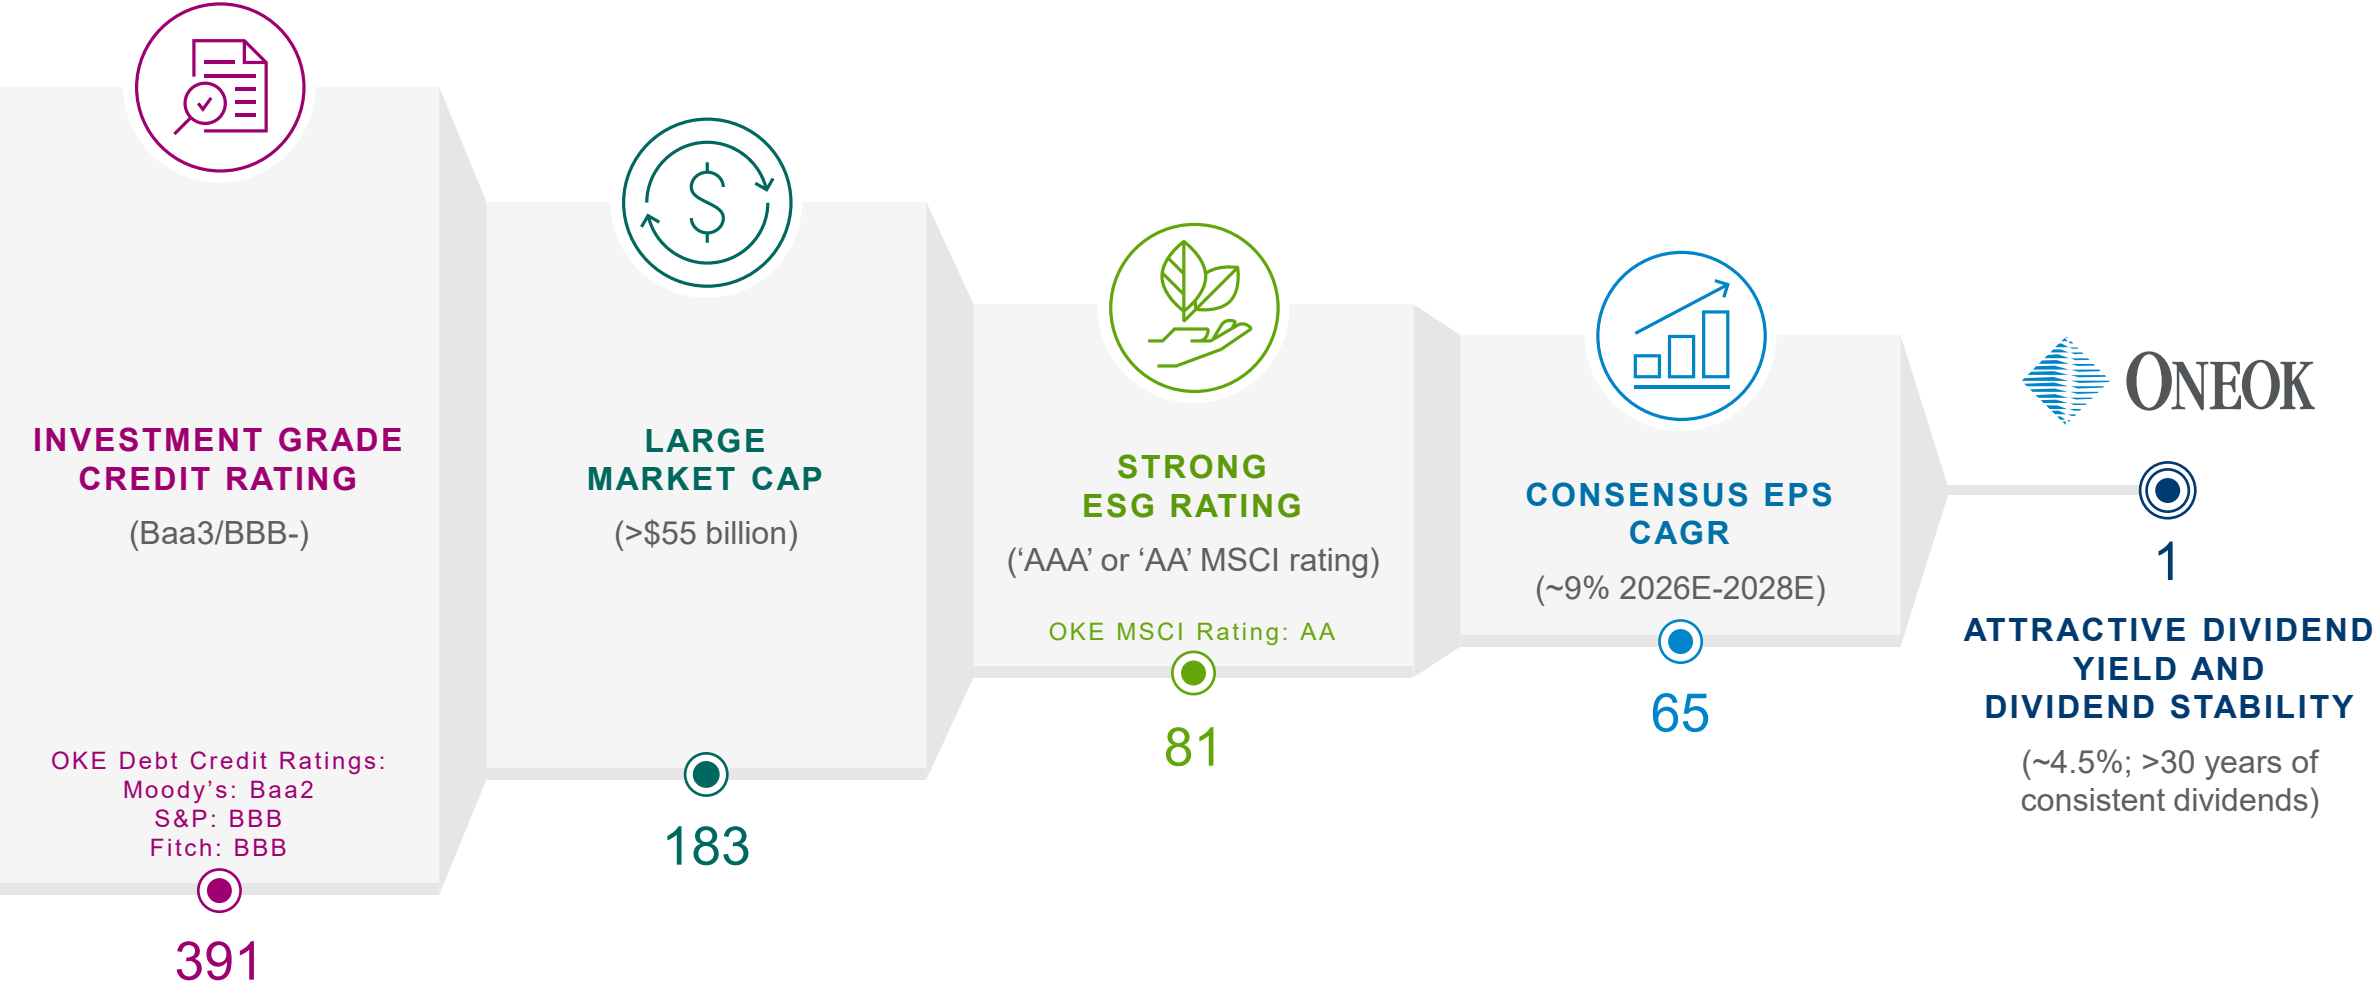 INVESTMENT GRADE
CREDIT RATING
(Baa3/BBB-)
OKE Debt Credit Ratings:
Moody’s: Baa2
S&P: BBB
Fitch: BBB
391
LARGE
MARKET CAP
(>$55 billion)
183
STRONG
ESG RATING
(‘AAA’ or ‘AA’ MSCI rating)
OKE MSCI Rating: AA
81
CONSENSUS EPS
CAGR
(~9% 2026E-2028E)
65
ONEOK
1
ATTRACTIVE DIVIDEND
YIELD AND
DIVIDEND STABILITY
(~4.5%; >30 years of
consistent dividends)